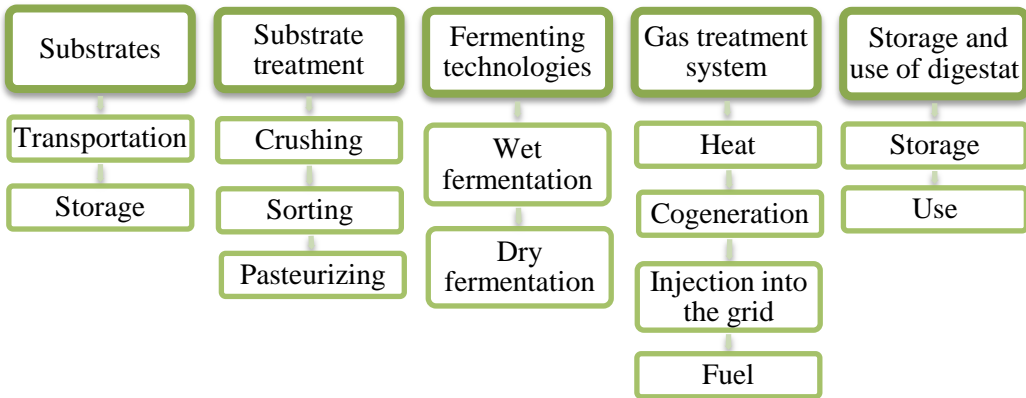 Substrates
Transportation
Storage
Substrate
treatment
Crushing
Sorting
Pasteurizing
Fermenting
technologies
Wet
fermentation
Dry
fermentation
Gas treatment
system
Heat
Cogeneration
Injection into
the grid
Fuel
Storage and
use of digestat
Storage
Use